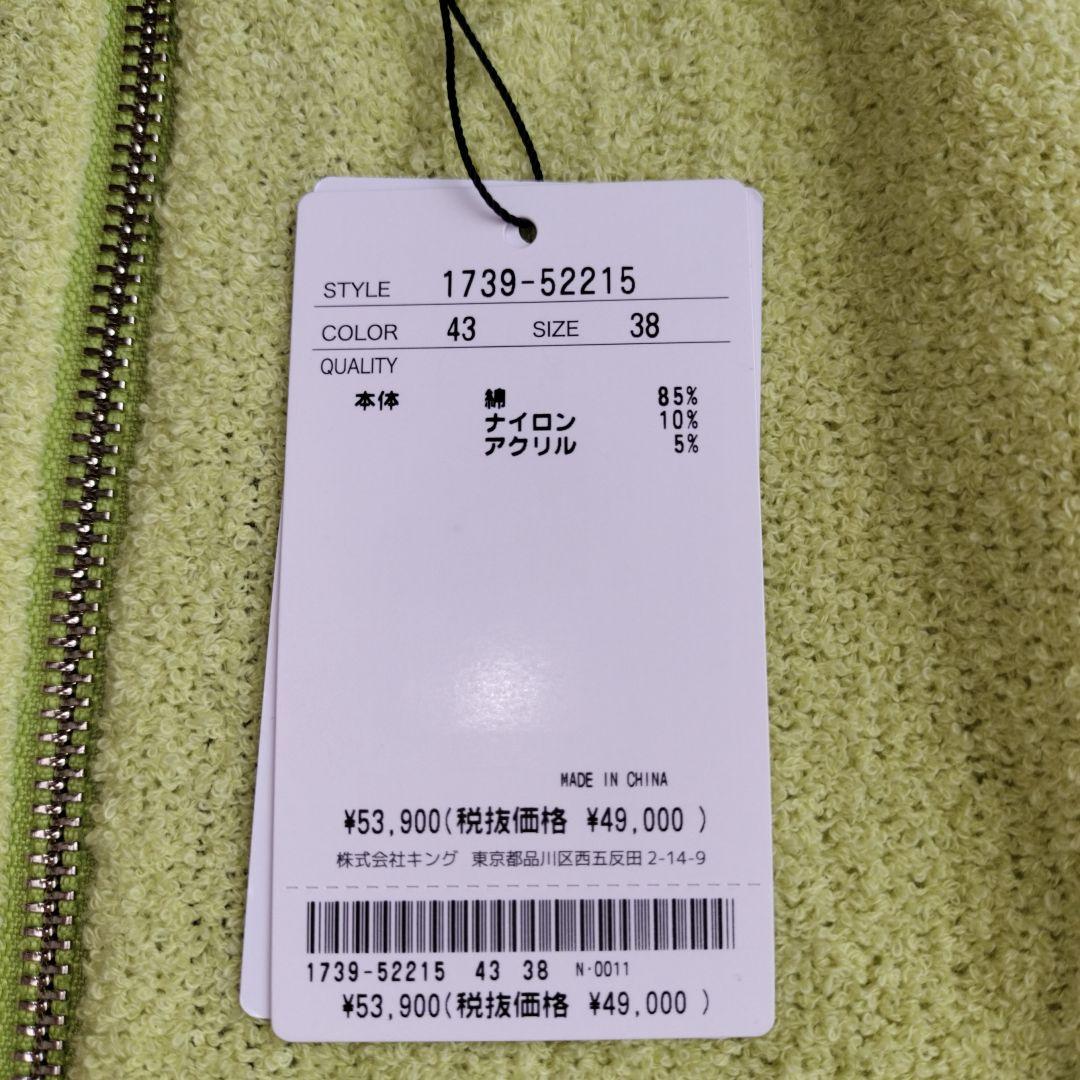 STYLE 1739-52215
COLOR 43 SIZE 38
QUALITY
本体 綿 85%
ナイロン 10%
アクリル 5%
MADE IN CHINA
¥53,900(税抜価格 ¥49,000 )
株式会社キング 東京都品川区西五反田2-14-9
1739-52215 43 38 N-0011
¥53,900(税抜価格 ¥49,000 )